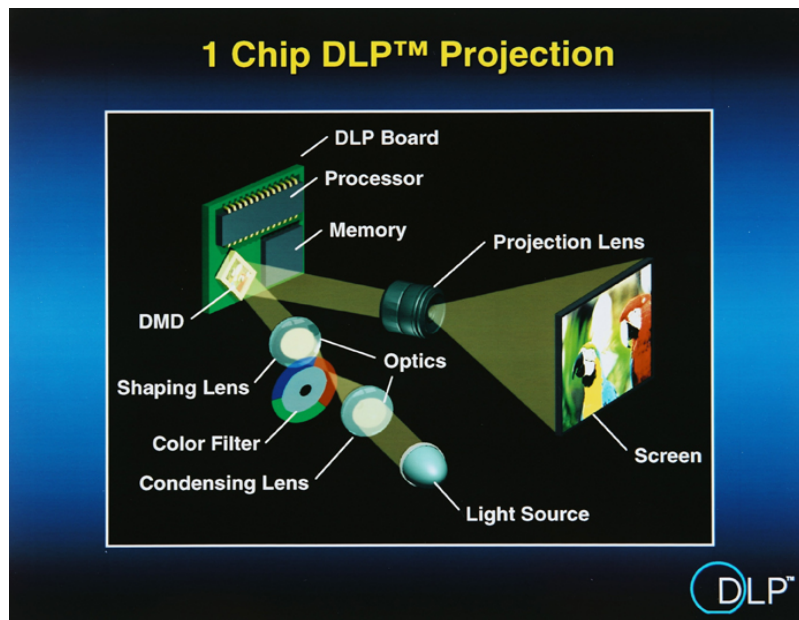 1 Chip DLP™ Projection
DLP Board
Processor
Memory
Projection Lens
DMD
Optics
Shaping Lens
Color Filter
Screen
Condensing Lens
Light Source
DLP™